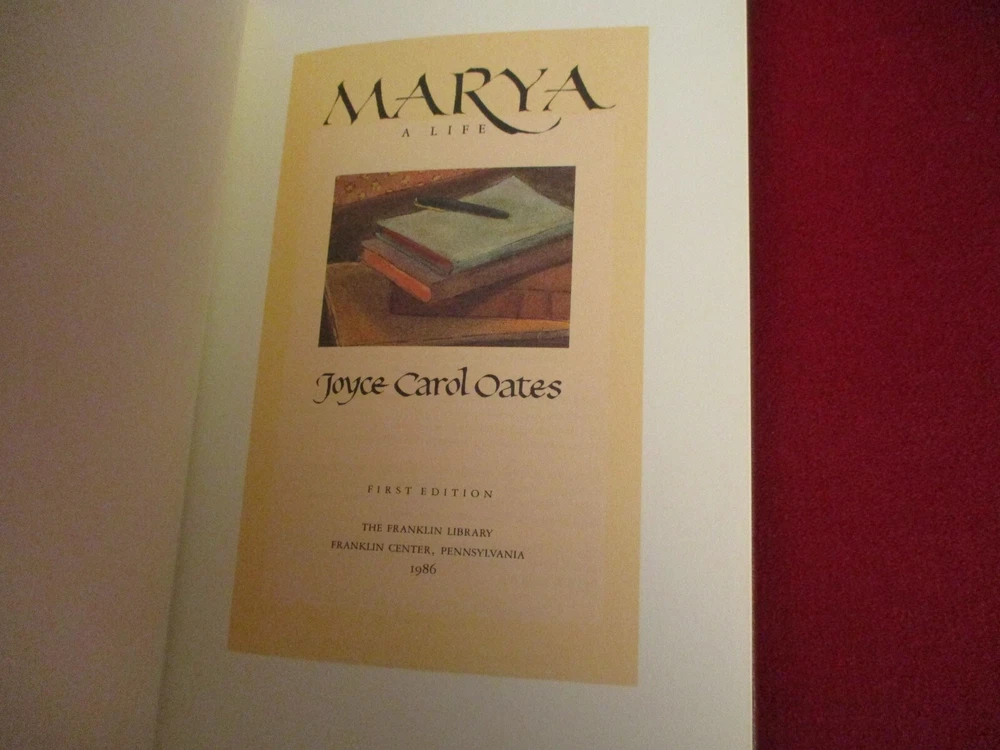 MARYA
A LIFE
Joyce Carol Oates
FIRST EDITION
THE FRANKLIN LIBRARY
FRANKLIN CENTER, PENNSYLVANIA
1986